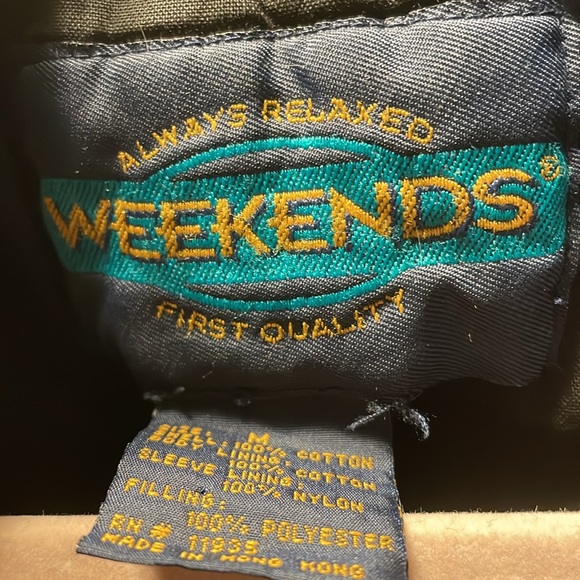 ALWAYS RELAXED
WEEKENDS®
FIRST QUALITY
SIZE: M
SHELL: 100% COTTON
BODY LINING:
100% COTTON
SLEEVE LINING:
100% NYLON
FILLING:
100% POLYESTER
RN # 11935
MADE IN HONG KONG